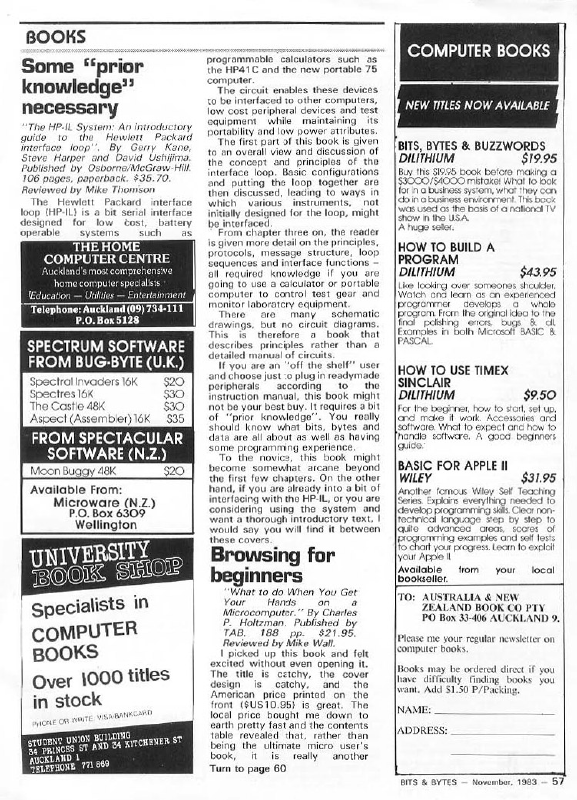 BOOKS
Some "prior
knowledge"
necessary
"The HP-IL System: An introductory
guide to the Hewlett Packard
interface loop". By Gerry Kane,
Steve Harper and David Ushijima.
Published by Osborne/McGraw-Hill.
106 pages, paperback. $35.70.
Reviewed by Mike Thomson
The Hewlett Packard interface
loop (HP-IL) is a bit serial interface
designed for low cost, battery
operable systems such as
THE HOME
COMPUTER CENTRE
Auckland's most comprehensive
home computer specialists
Education — Utilities — Entertainment
Telephone: Auckland (09) 734-111
P.O. Box 5128
SPECTRUM SOFTWARE
FROM BUG-BYTE (U.K.)
Spectral Invaders 16K $20
Spectres 16K $30
The Castle 48K $30
Aspect (Assembler) 16K $35
FROM SPECTACULAR
SOFTWARE (N.Z.)
Moon Buggy 48K $20
Available From:
Microware (N.Z.)
P.O. Box 6309
Wellington
UNIVERSITY
BOOK SHOP
Specialists in
COMPUTER
BOOKS
Over 1000 titles
in stock
PHONE OR WRITE. VISA/BANKCARD
STUDENT UNION BUILDING
34 PRINCES ST AND 34 KITCHENER ST
AUCKLAND 1
TELEPHONE 771 869
programmable calculators such as
the HP41C and the new portable 75
computer.
The circuit enables these devices
to be interfaced to other computers,
low cost peripheral devices and test
equipment while maintaining its
portability and low power attributes.
The first part of this book is given
to an overall view and discussion of
the concept and principles of the
interface loop. Basic configurations
and putting the loop together are
then discussed, leading to ways in
which various instruments, not
initially designed for the loop, might
be interfaced.
From chapter three on, the reader
is given more detail on the principles,
protocols, message structure, loop
sequences and interface functions —
all required knowledge if you are
going to use a calculator or portable
computer to control test gear and
monitor laboratory equipment.
There are many schematic
drawings, but no circuit diagrams.
This is therefore a book that
describes principles rather than a
detailed manual of circuits.
If you are an "off the shelf" user
and choose just to plug in readymade
peripherals according to the
instruction manual, this book might
not be your best buy. It requires a bit
of "prior knowledge". You really
should know what bits, bytes and
data are all about as well as having
some programming experience.
To the novice, this book might
become somewhat arcane beyond
the first few chapters. On the other
hand, if you are already into a bit of
interfacing with the HP-IL, or you are
considering using the system and
want a thorough introductory text, I
would say you will find it between
these covers.
Browsing for
beginners
"What to do When You Get
Your Hands on a
Microcomputer." By Charles
P. Holtzman. Published by
TAB. 188 pp. $21.95.
Reviewed by Mike Wall.
I picked up this book and felt
excited without even opening it.
The title is catchy, the cover
design is catchy, and the
American price printed on the
front ($US10.95) is great. The
local price bought me down to
earth pretty fast and the contents
table revealed that, rather than
being the ultimate micro user's
book, it is really another
Turn to page 60
COMPUTER BOOKS
NEW TITLES NOW AVAILABLE
BITS, BYTES & BUZZWORDS
DILITHIUM $19.95
Buy this $19.95 book before making a
$3000/$4000 mistake! What to look
for in a business system, what they can
do in a business environment. This book
was used as the basis of a national TV
show in the U.S.A.
A huge seller.
HOW TO BUILD A
PROGRAM
DILITHIUM $43.95
Like looking over someones shoulder.
Watch and learn as an experienced
programmer develops a whole
program. From the original idea to the
final polishing errors, bugs & all.
Examples in both Microsoft BASIC &
PASCAL.
HOW TO USE TIMEX
SINCLAIR
DILITHIUM $9.50
For the beginner, how to start, set up,
and make it work. Accessories and
software. What to expect and how to
handle software. A good beginners
guide.
BASIC FOR APPLE II
WILEY $31.95
Another famous Wiley Self Teaching
Series. Explains everything needed to
develop programming skills. Clear non-
technical language step by step to
quite advanced areas, scores of
programming examples and self tests
to chart your progress. Learn to exploit
your Apple II.
Available from your local
bookseller.
TO: AUSTRALIA & NEW
ZEALAND BOOK CO PTY
PO Box 33-406 AUCKLAND 9.
Please me your regular newsletter on
computer books.
Books may be ordered direct if you
have difficulty finding books you
want. Add $1.50 P/Packing.
NAME:
ADDRESS:
BITS & BYTES — November, 1983 — 57